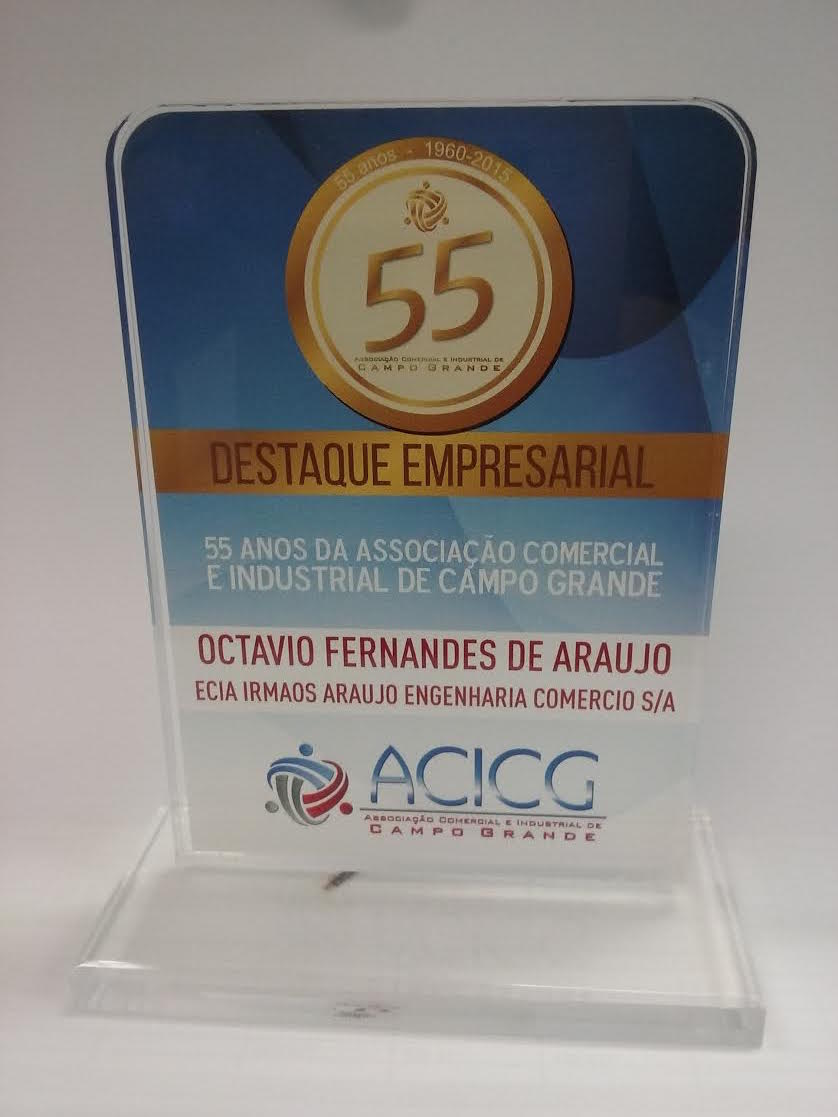 55 anos - 1960-2015
55
ASSOCIAÇÃO COMERCIAL E INDUSTRIAL DE
CAMPO GRANDE
DESTAQUE EMPRESARIAL
55 ANOS DA ASSOCIAÇÃO COMERCIAL
E INDUSTRIAL DE CAMPO GRANDE
OCTAVIO FERNANDES DE ARAUJO
ECIA IRMAOS ARAUJO ENGENHARIA COMERCIO S/A
ACICG
ASSOCIAÇÃO COMERCIAL E INDUSTRIAL DE
CAMPO GRANDE